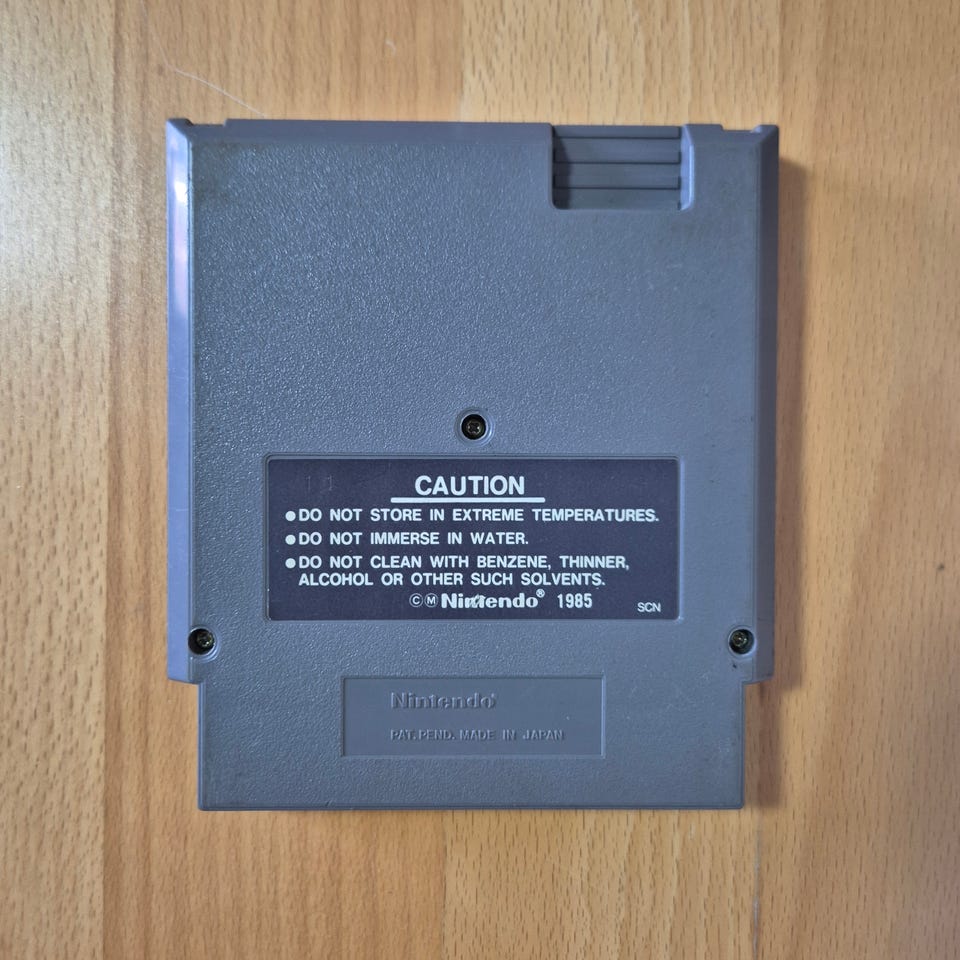 CAUTION
●DO NOT STORE IN EXTREME TEMPERATURES.
●DO NOT IMMERSE IN WATER.
●DO NOT CLEAN WITH BENZENE, THINNER,
ALCOHOL OR OTHER SUCH SOLVENTS.
ⒸⓂNintendo® 1985
SCN
Nintendo®
PAT. PEND. MADE IN JAPAN